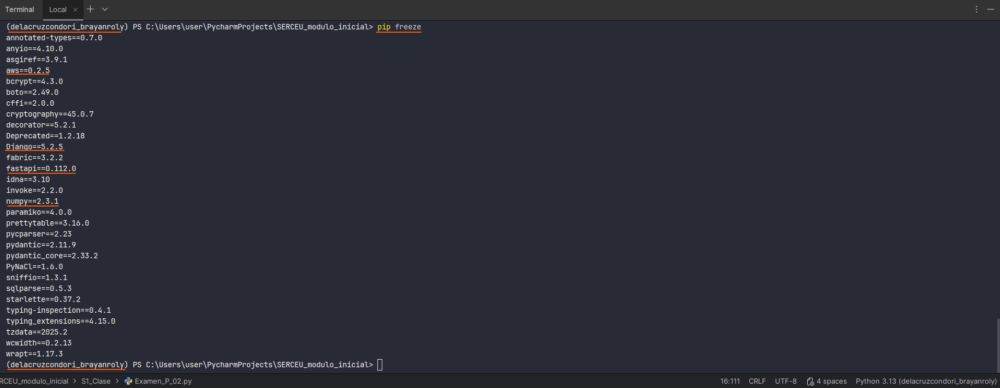 Terminal Local × + ⌄
(delacruzcondori_brayanroly) PS C:\Users\user\PycharmProjects\SERCEU_modulo_inicial> pip freeze
annotated-types==0.7.0
anyio==4.10.0
asgiref==3.9.1
aws==0.2.5
bcrypt==4.3.0
boto==2.49.0
cffi==2.0.0
cryptography==45.0.7
decorator==5.2.1
Deprecated==1.2.18
Django==5.2.5
fabric==3.2.2
fastapi==0.112.0
idna==3.10
invoke==2.2.0
numpy==2.3.1
paramiko==4.0.0
prettytable==3.16.0
pycparser==2.23
pydantic==2.11.9
pydantic_core==2.33.2
PyNaCl==1.6.0
sniffio==1.3.1
sqlparse==0.5.3
starlette==0.37.2
typing-inspection==0.4.1
typing_extensions==4.15.0
tzdata==2025.2
wcwidth==0.2.13
wrapt==1.17.3
(delacruzcondori_brayanroly) PS C:\Users\user\PycharmProjects\SERCEU_modulo_inicial>
RCEU_modulo_inicial > S1_Clase > Examen_P_02.py 16:111 CRLF UTF-8 4 spaces Python 3.13 (delacruzcondori_brayanroly)